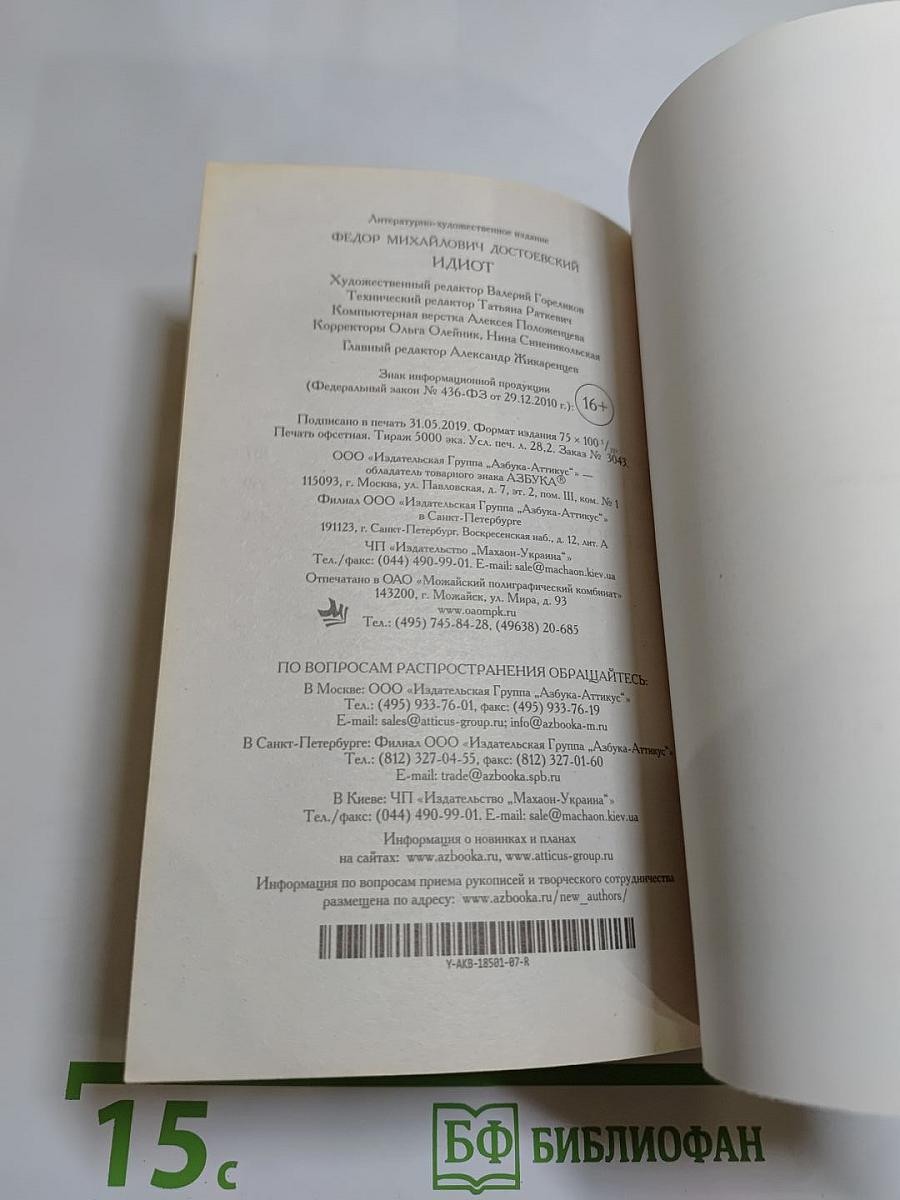 Литературно-художественное издание
ФЕДОР МИХАЙЛОВИЧ ДОСТОЕВСКИЙ
ИДИОТ
Художественный редактор Валерий Гореликов
Технический редактор Татьяна Раткевич
Компьютерная верстка Алексея Положенцева
Корректоры Ольга Олейник, Нина Синеникольская
Главный редактор Александр Жикаренцев
Знак информационной продукции
(Федеральный закон № 436-ФЗ от 29.12.2010 г.):
16+
Подписано в печать 31.05.2019. Формат издания 75 × 100 1/
Печать офсетная. Тираж 5000 экз. Усл. печ. л. 28,2. Заказ № 3043.
ООО «Издательская Группа „Азбука-Аттикус“» —
обладатель товарного знака АЗБУКА®
115093, г. Москва, ул. Павловская, д. 7, эт. 2, пом. III, ком. № 1
Филиал ООО «Издательская Группа „Азбука-Аттикус“»
в Санкт-Петербурге
191123, г. Санкт-Петербург, Воскресенская наб., д. 12, лит. А
ЧП «Издательство „Махаон-Украина“»
Тел./факс: (044) 490-99-01. E-mail: sale@machaon.kiev.ua
Отпечатано в ОАО «Можайский полиграфический комбинат»
143200, г. Можайск, ул. Мира, д. 93
www.oaompk.ru
Тел.: (495) 745-84-28, (49638) 20-685
ПО ВОПРОСАМ РАСПРОСТРАНЕНИЯ ОБРАЩАЙТЕСЬ:
В Москве: ООО «Издательская Группа „Азбука-Аттикус“»
Тел.: (495) 933-76-01, факс: (495) 933-76-19
E-mail: sales@atticus-group.ru; info@azbooka-m.ru
В Санкт-Петербурге: Филиал ООО «Издательская Группа „Азбука-Аттикус“»
Тел.: (812) 327-04-55, факс: (812) 327-01-60
E-mail: trade@azbooka.spb.ru
В Киеве: ЧП «Издательство „Махаон-Украина“»
Тел./факс: (044) 490-99-01. E-mail: sale@machaon.kiev.ua
Информация о новинках и планах
на сайтах: www.azbooka.ru, www.atticus-group.ru
Информация по вопросам приема рукописей и творческого сотрудничества
размещена по адресу: www.azbooka.ru/new_authors/
Y-AKB-18501-07-R
15 с
БФ БИБЛИОФАН